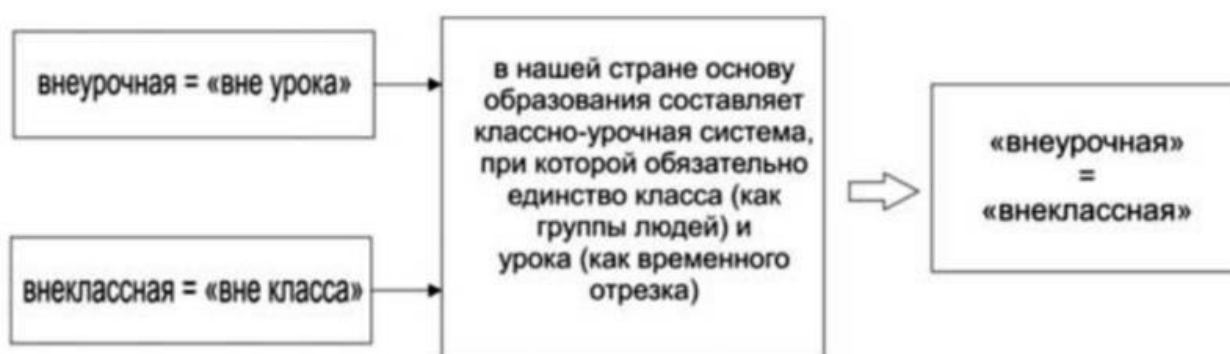 внеурочная = «вне урока»
внеклассная = «вне класса»
в нашей стране основу
образования составляет
классно-урочная система,
при которой обязательно
единство класса (как
группы людей) и
урока (как временного
отрезка)
«внеурочная»
=
«внеклассная»